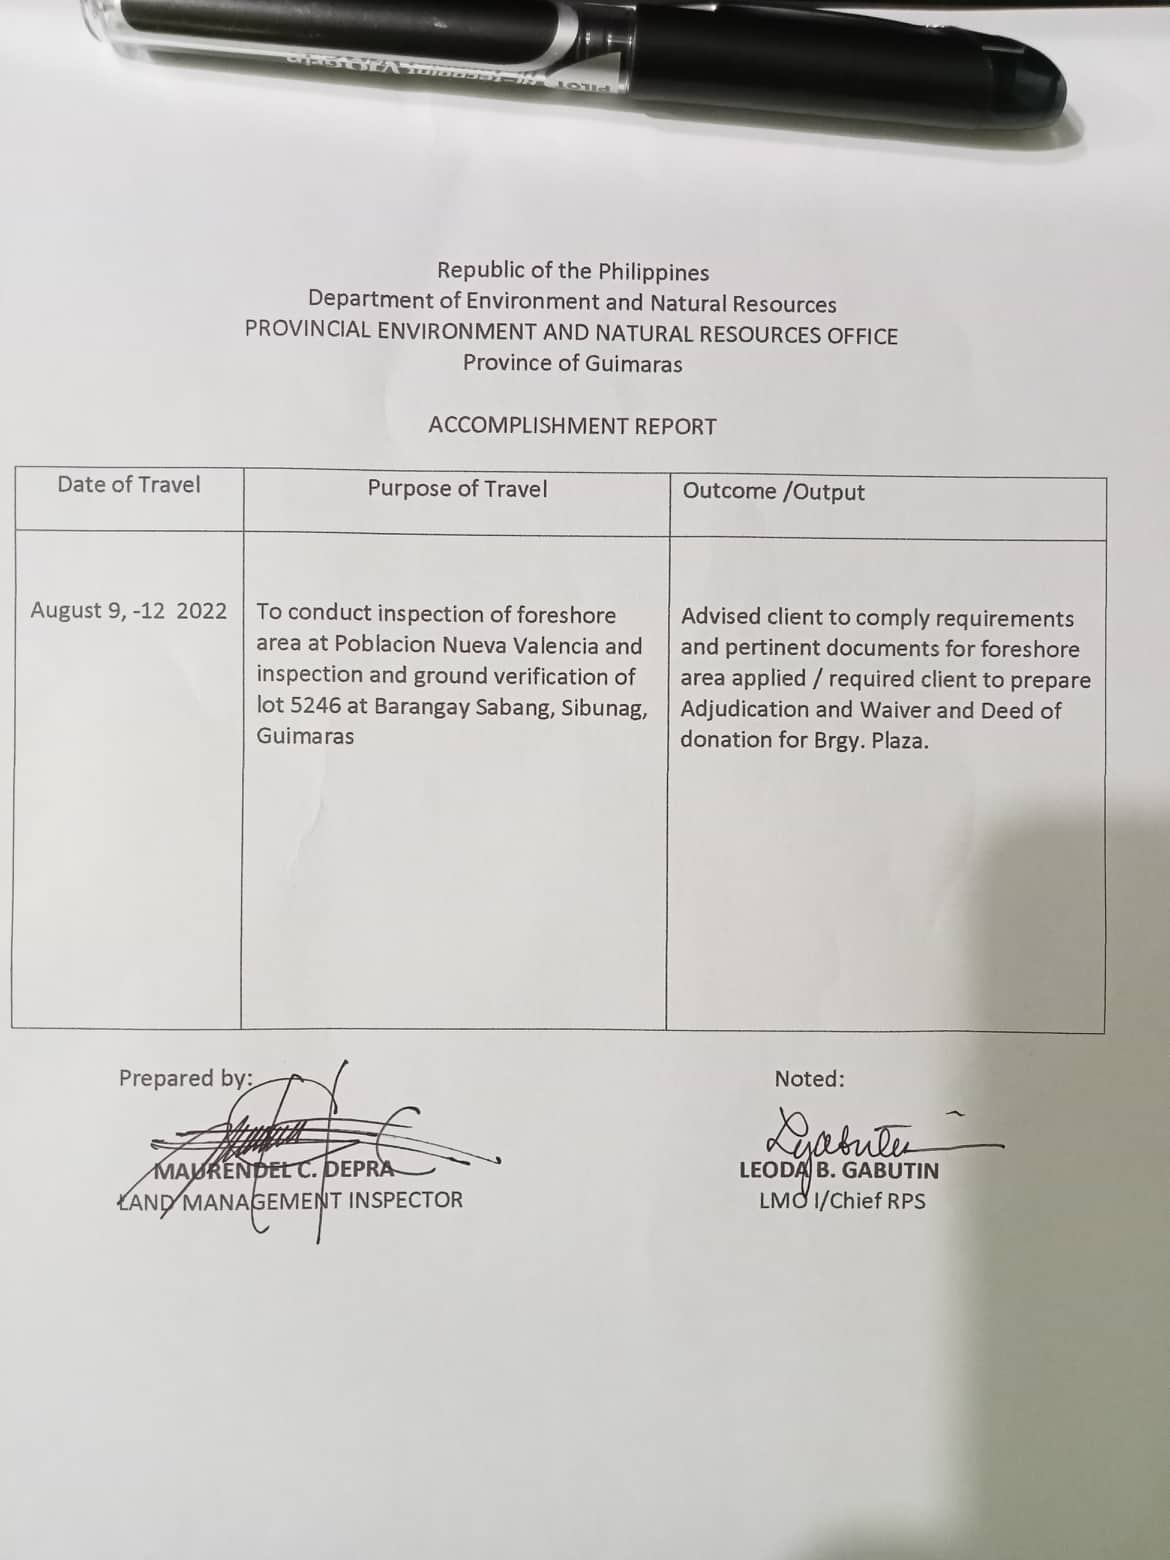 PILOT
Hi-Tecpoint V10 Grip
Republic of the Philippines
Department of Environment and Natural Resources
PROVINCIAL ENVIRONMENT AND NATURAL RESOURCES OFFICE
Province of Guimaras
ACCOMPLISHMENT REPORT
Date of Travel
Purpose of Travel
Outcome /Output
August 9, -12 2022
To conduct inspection of foreshore
area at Poblacion Nueva Valencia and
inspection and ground verification of
lot 5246 at Barangay Sabang, Sibunag,
Guimaras
Advised client to comply requirements
and pertinent documents for foreshore
area applied / required client to prepare
Adjudication and Waiver and Deed of
donation for Brgy. Plaza.
Prepared by:
MAURENDEL C. DEPRA
LAND MANAGEMENT INSPECTOR
Noted:
LEODA B. GABUTIN
LMO I/Chief RPS